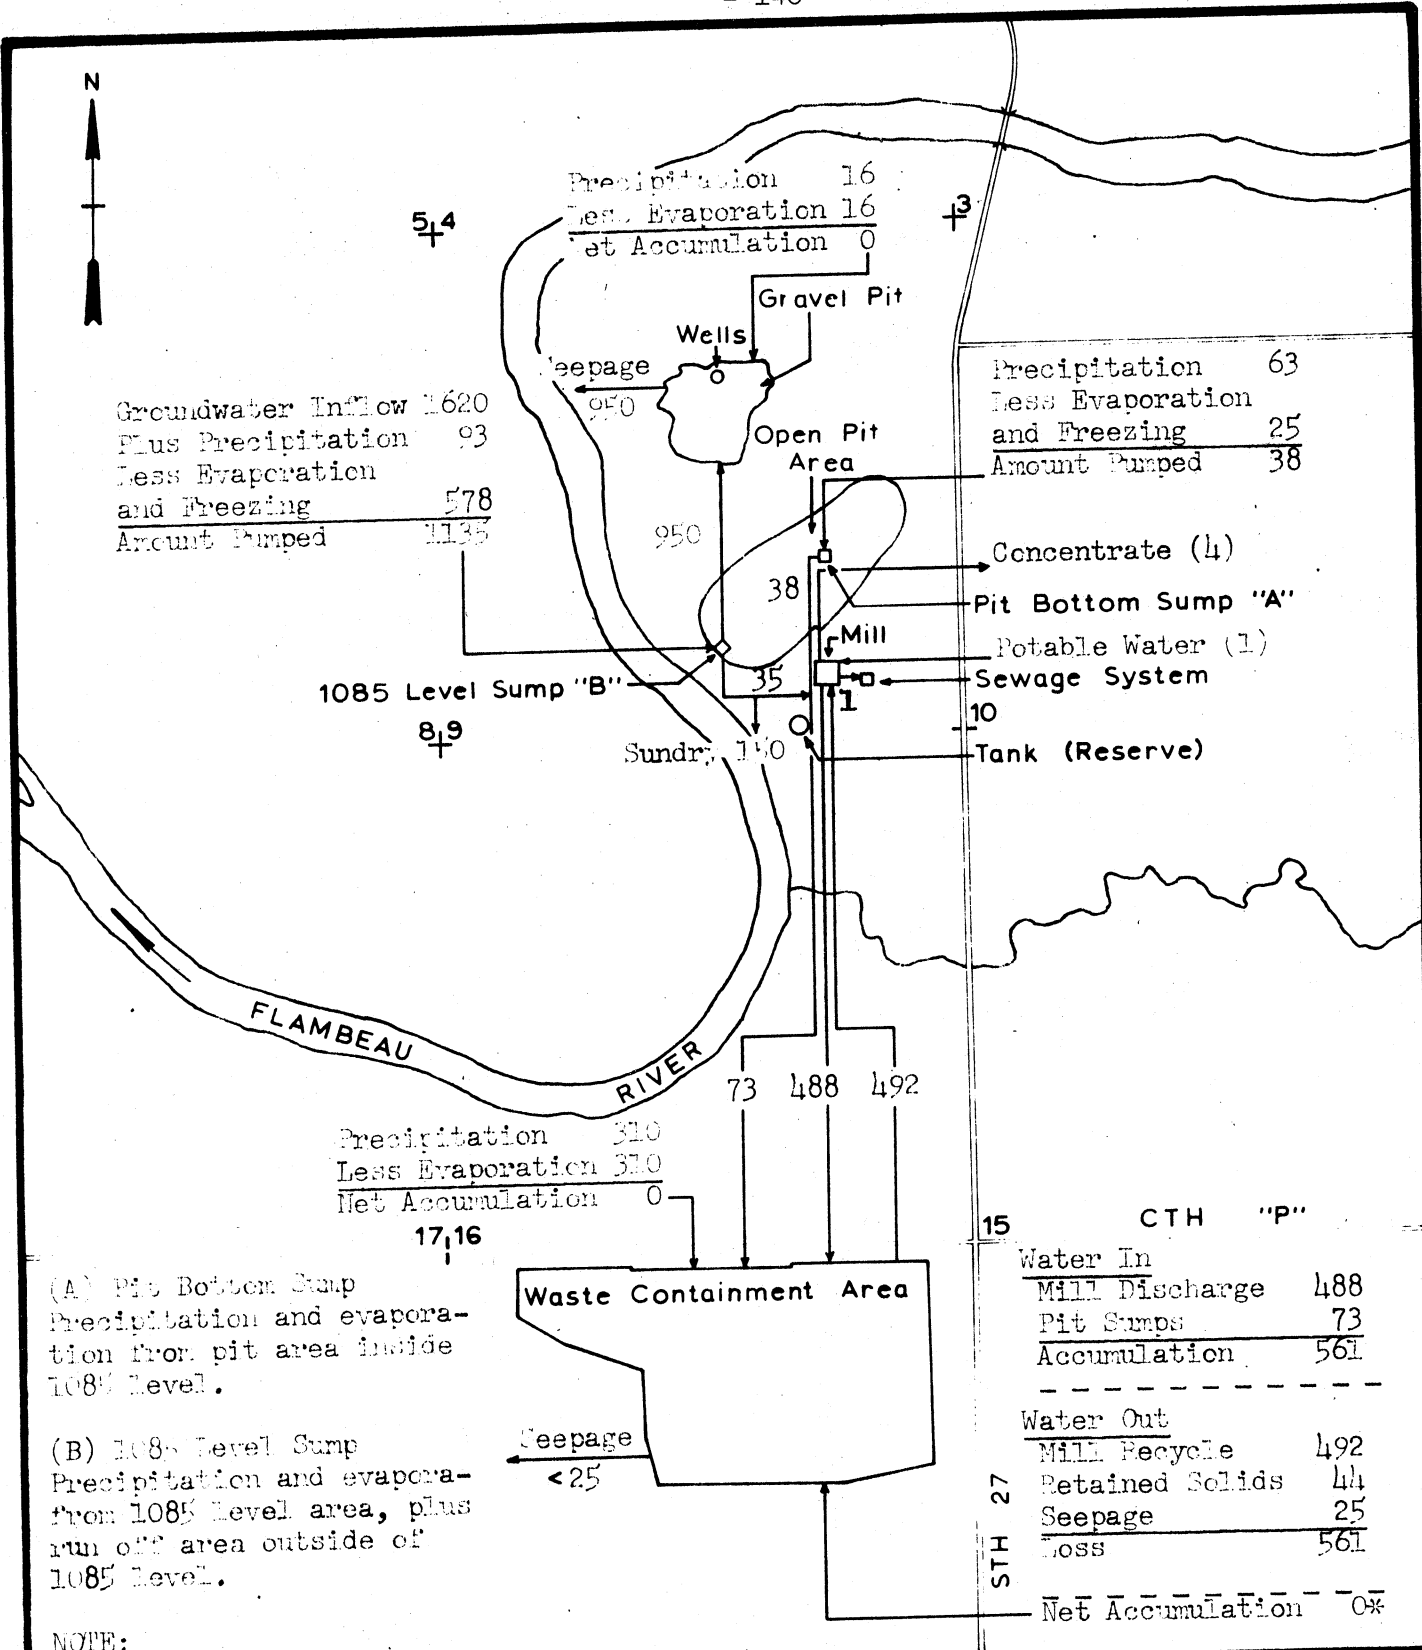 - 140
N
Precipitation 16
Less Evaporation 16
Net Accumulation 0
5 4
3
Gravel Pit
Wells
Seepage
950
Groundwater Inflow 1620
Plus Precipitation 93
Less Evaporation
and Freezing 578
Amount Pumped 1135
Precipitation 63
Less Evaporation
and Freezing 25
Amount Pumped 38
Open Pit
Area
950
38
Concentrate (4)
Pit Bottom Sump "A"
Mill
Potable Water (1)
Sewage System
1
35
1085 Level Sump "B"
8 9
10
Sundry 150
Tank (Reserve)
FLAMBEAU
RIVER
73 488 492
Precipitation 310
Less Evaporation 310
Net Accumulation 0
17 16
15
CTH "P"
Waste Containment Area
Seepage
<25
(A) Pit Bottom Sump
Precipitation and evapora-
tion from pit area inside
1085 Level.
(B) 1085 Level Sump
Precipitation and evapora-
from 1085 level area, plus
run off area outside of
1085 level.
NOTE:
Water In
Mill Discharge 488
Pit Sumps 73
Accumulation 561
Water Out
Mill Recycle 492
Retained Solids 44
Seepage 25
Loss 561
Net Accumulation 0*
STH 27